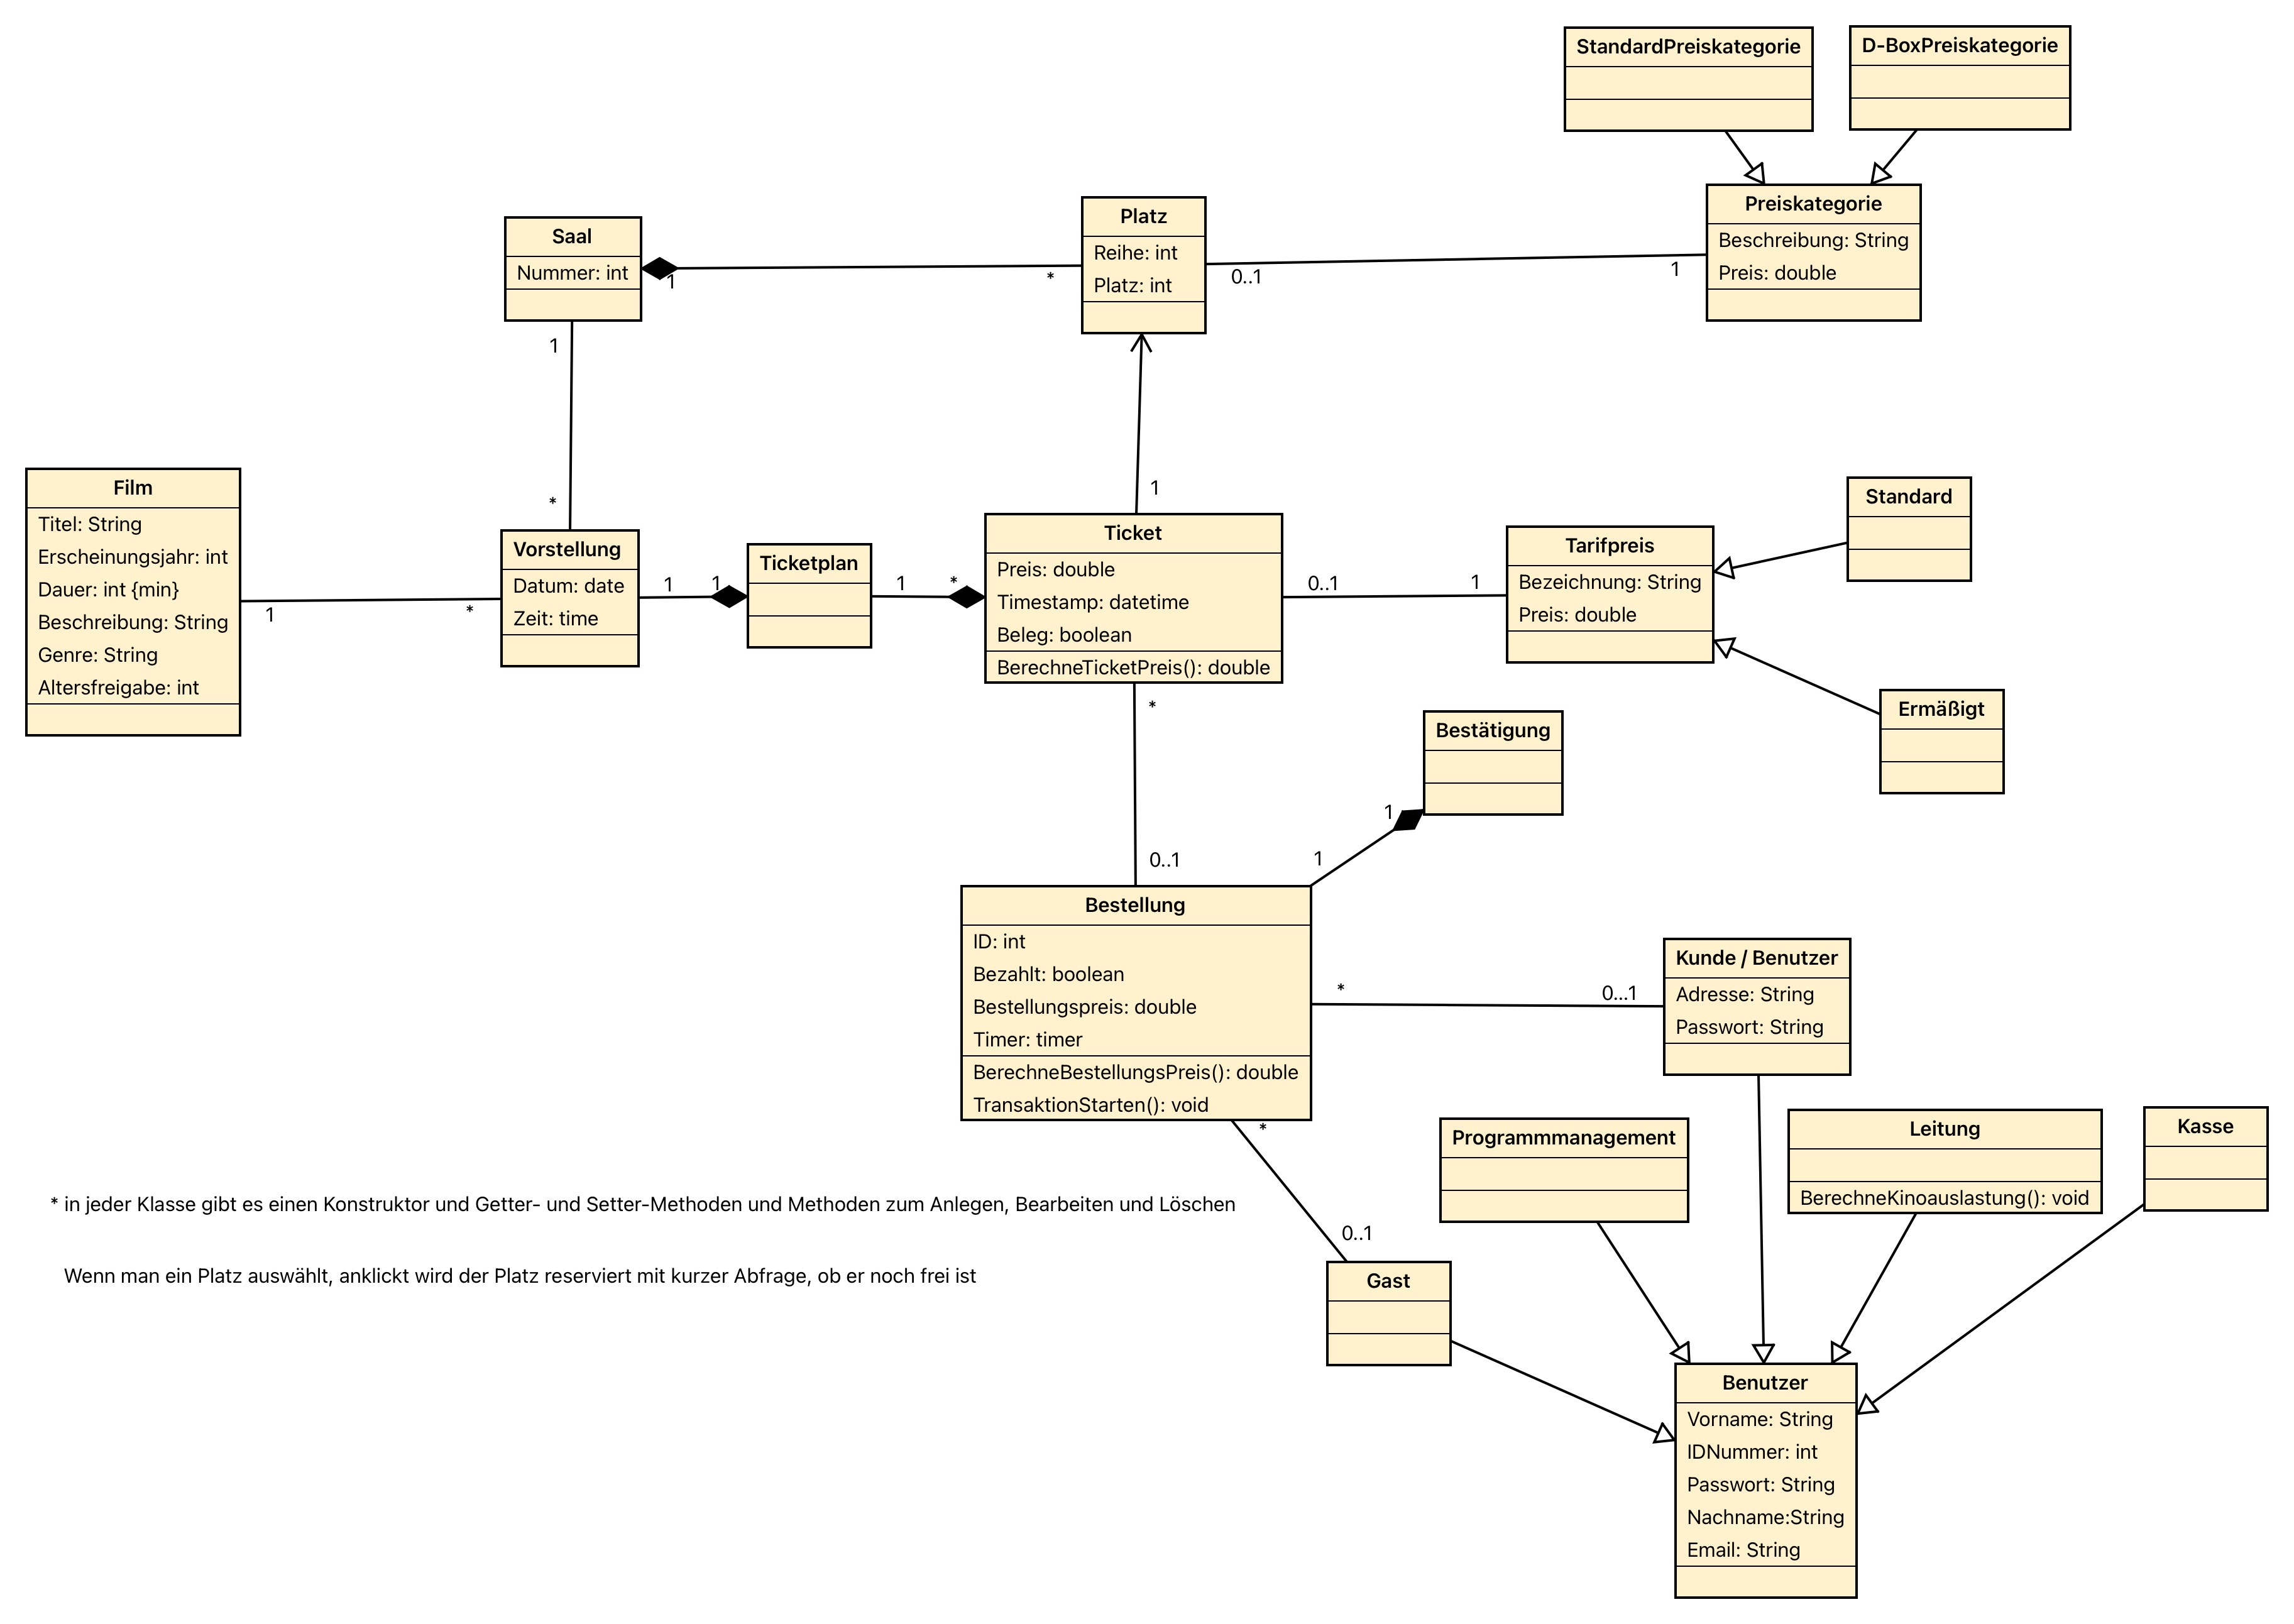 StandardPreiskategorie
D-BoxPreiskategorie
Preiskategorie
Beschreibung: String
Preis: double
Saal
Nummer: int
1
*
Platz
Reihe: int
Platz: int
0..1
1
1
*
1
Film
Titel: String
Erscheinungsjahr: int
Dauer: int {min}
Beschreibung: String
Genre: String
Altersfreigabe: int
1
*
Vorstellung
Datum: date
Zeit: time
1
1
Ticketplan
1
*
Ticket
Preis: double
Timestamp: datetime
Beleg: boolean
BerechneTicketPreis(): double
0..1
1
Tarifpreis
Bezeichnung: String
Preis: double
Standard
Ermäßigt
*
0..1
Bestätigung
1
1
Bestellung
ID: int
Bezahlt: boolean
Bestellungspreis: double
Timer: timer
BerechneBestellungsPreis(): double
TransaktionStarten(): void
*
0...1
Kunde / Benutzer
Adresse: String
Passwort: String
*
0..1
Programmmanagement
Leitung
BerechneKinoauslastung(): void
Kasse
* in jeder Klasse gibt es einen Konstruktor und Getter- und Setter-Methoden und Methoden zum Anlegen, Bearbeiten und Löschen
Wenn man ein Platz auswählt, anklickt wird der Platz reserviert mit kurzer Abfrage, ob er noch frei ist
Gast
Benutzer
Vorname: String
IDNummer: int
Passwort: String
Nachname:String
Email: String